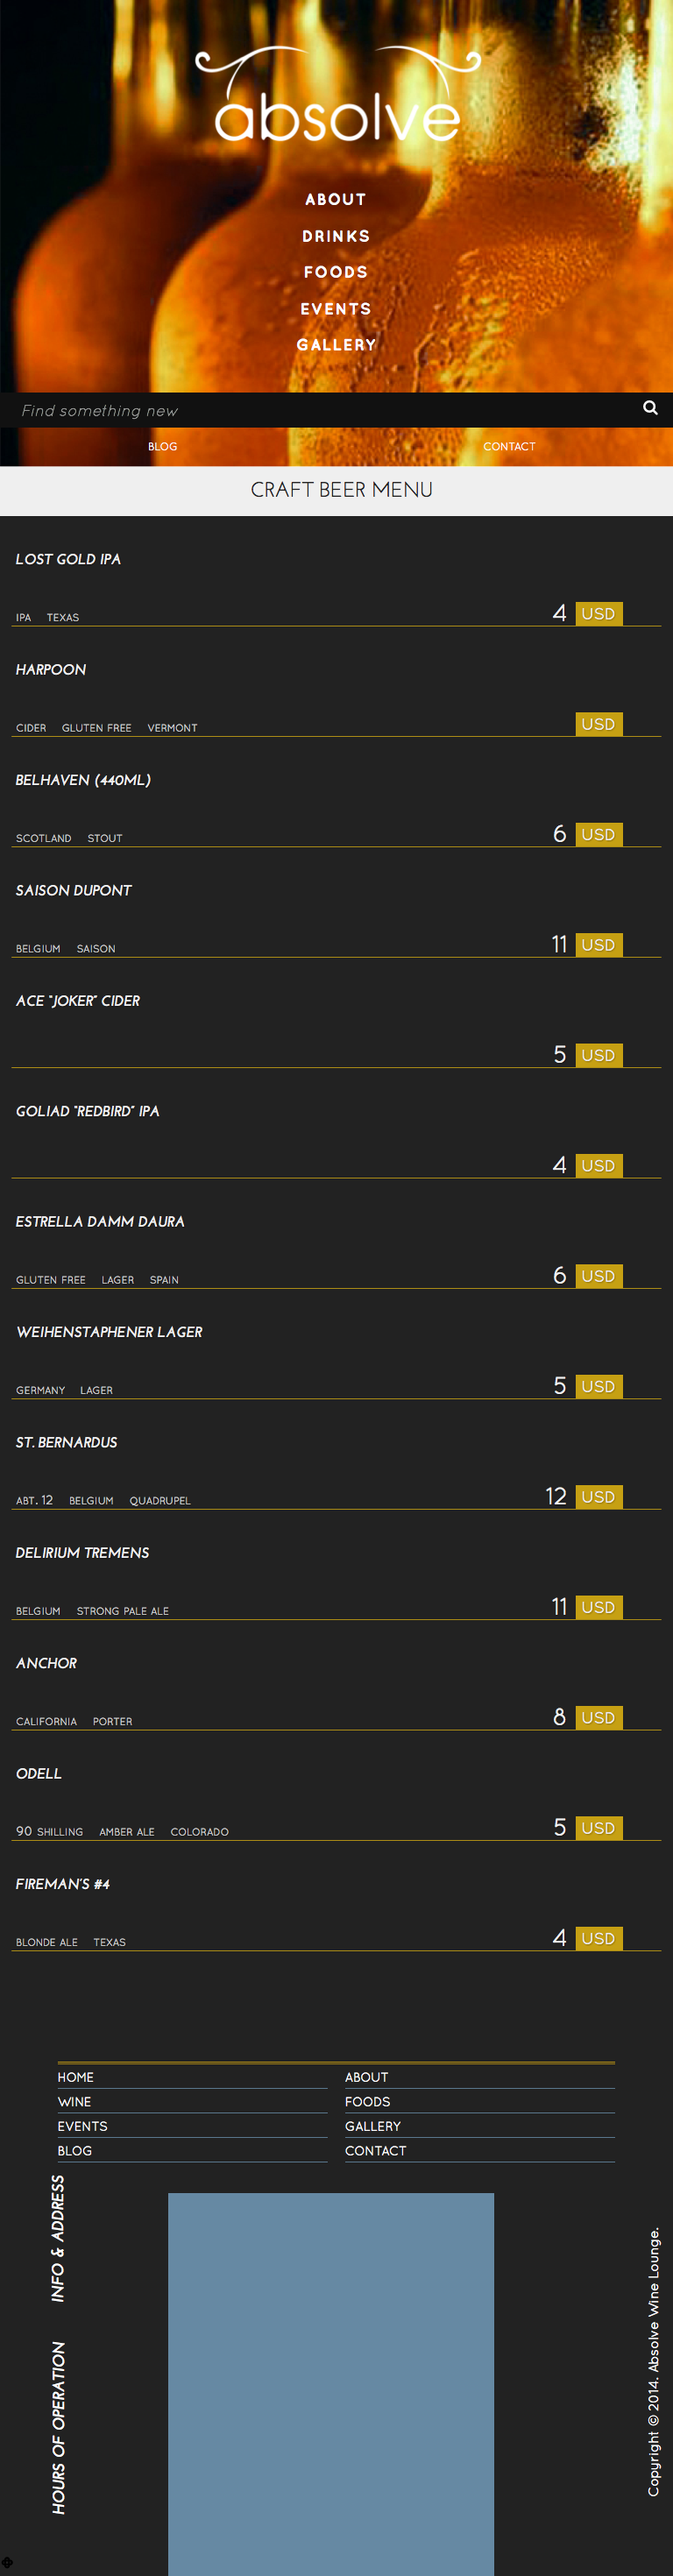 absolve
ABOUT
DRINKS
FOODS
EVENTS
GALLERY
Find something new
BLOG CONTACT
CRAFT BEER MENU
LOST GOLD IPA
IPA TEXAS 4 USD
HARPOON
CIDER GLUTEN FREE VERMONT USD
BELHAVEN (440ML)
SCOTLAND STOUT 6 USD
SAISON DUPONT
BELGIUM SAISON 11 USD
ACE "JOKER" CIDER
5 USD
GOLIAD "REDBIRD" IPA
4 USD
ESTRELLA DAMM DAURA
GLUTEN FREE LAGER SPAIN 6 USD
WEIHENSTAPHENER LAGER
GERMANY LAGER 5 USD
ST. BERNARDUS
ABT. 12 BELGIUM QUADRUPEL 12 USD
DELIRIUM TREMENS
BELGIUM STRONG PALE ALE 11 USD
ANCHOR
CALIFORNIA PORTER 8 USD
ODELL
90 SHILLING AMBER ALE COLORADO 5 USD
FIREMAN'S #4
BLONDE ALE TEXAS 4 USD
HOME ABOUT
WINE FOODS
EVENTS GALLERY
BLOG CONTACT
INFO & ADDRESS
HOURS OF OPERATION
Copyright © 2014. Absolve Wine Lounge.